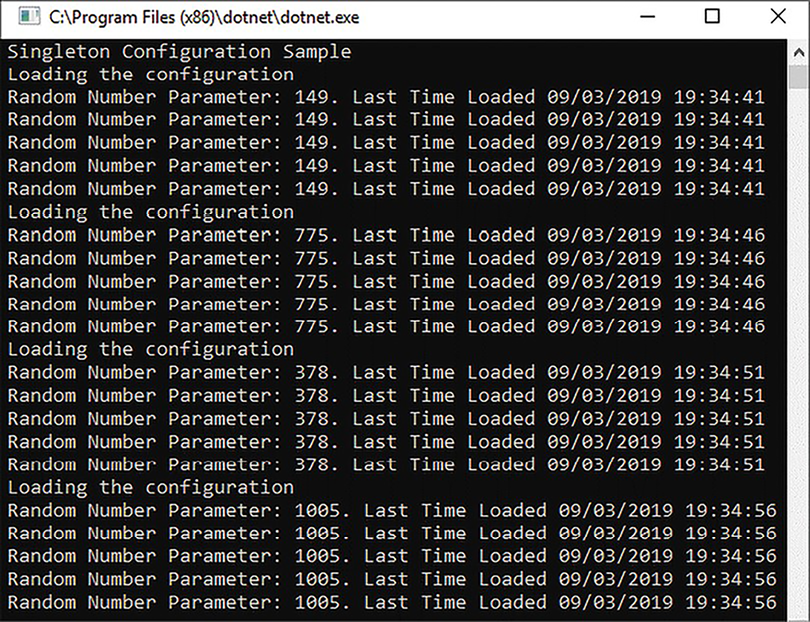 C:\Program Files (x86)\dotnet\dotnet.exe
Singleton Configuration Sample
Loading the configuration
Random Number Parameter: 149. Last Time Loaded 09/03/2019 19:34:41
Random Number Parameter: 149. Last Time Loaded 09/03/2019 19:34:41
Random Number Parameter: 149. Last Time Loaded 09/03/2019 19:34:41
Random Number Parameter: 149. Last Time Loaded 09/03/2019 19:34:41
Random Number Parameter: 149. Last Time Loaded 09/03/2019 19:34:41
Loading the configuration
Random Number Parameter: 775. Last Time Loaded 09/03/2019 19:34:46
Random Number Parameter: 775. Last Time Loaded 09/03/2019 19:34:46
Random Number Parameter: 775. Last Time Loaded 09/03/2019 19:34:46
Random Number Parameter: 775. Last Time Loaded 09/03/2019 19:34:46
Random Number Parameter: 775. Last Time Loaded 09/03/2019 19:34:46
Loading the configuration
Random Number Parameter: 378. Last Time Loaded 09/03/2019 19:34:51
Random Number Parameter: 378. Last Time Loaded 09/03/2019 19:34:51
Random Number Parameter: 378. Last Time Loaded 09/03/2019 19:34:51
Random Number Parameter: 378. Last Time Loaded 09/03/2019 19:34:51
Random Number Parameter: 378. Last Time Loaded 09/03/2019 19:34:51
Loading the configuration
Random Number Parameter: 1005. Last Time Loaded 09/03/2019 19:34:56
Random Number Parameter: 1005. Last Time Loaded 09/03/2019 19:34:56
Random Number Parameter: 1005. Last Time Loaded 09/03/2019 19:34:56
Random Number Parameter: 1005. Last Time Loaded 09/03/2019 19:34:56
Random Number Parameter: 1005. Last Time Loaded 09/03/2019 19:34:56